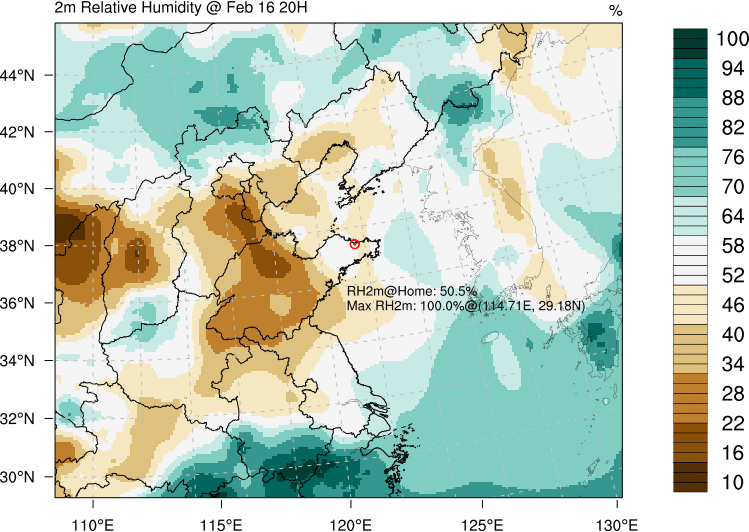 2m Relative Humidity @ Feb 16 20H
%
100
94
88
82
76
70
64
58
52
46
40
34
28
22
16
10
44°N
42°N
40°N
38°N
36°N
34°N
32°N
30°N
RH2m@Home: 50.5%
Max RH2m: 100.0%@(114.71E, 29.18N)
110°E
115°E
120°E
125°E
130°E